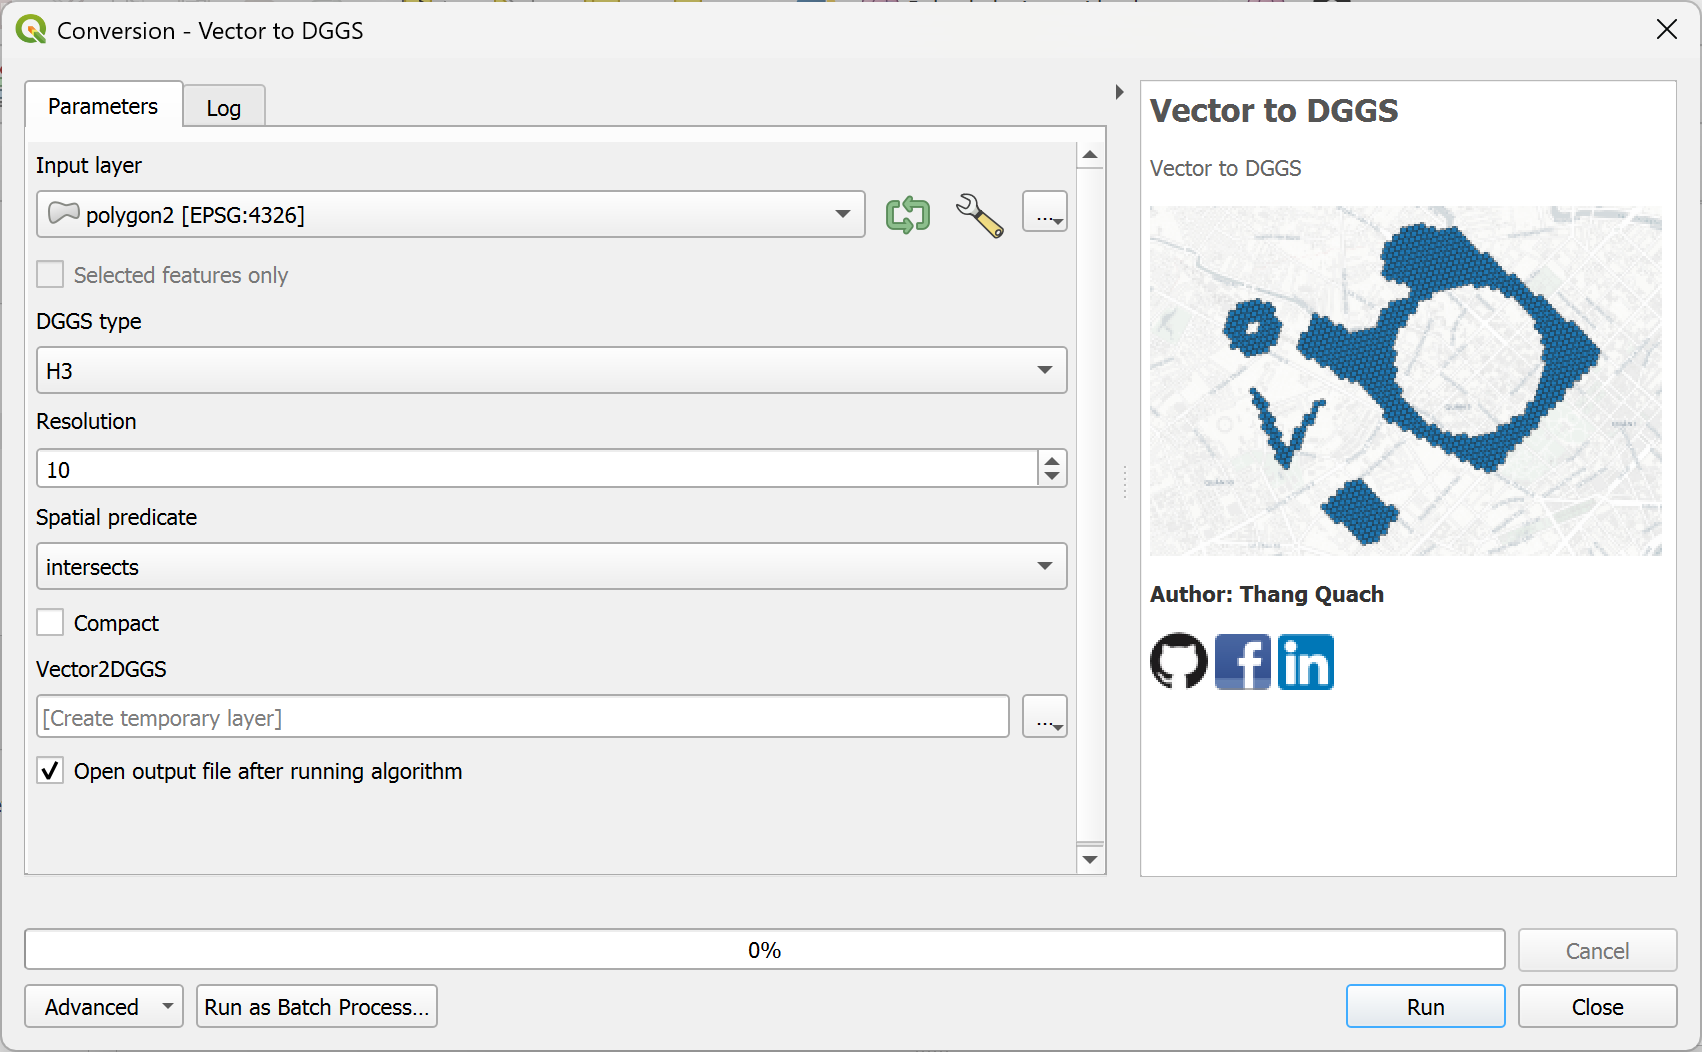 Conversion - Vector to DGGS
Parameters
Log
Input layer
polygon2 [EPSG:4326]
...
Selected features only
DGGS type
H3
Resolution
10
Spatial predicate
intersects
Compact
Vector2DGGS
[Create temporary layer]
...
Open output file after running algorithm
Vector to DGGS
Vector to DGGS
Author: Thang Quach
f
in
0%
Cancel
Advanced
Run as Batch Process...
Run
Close